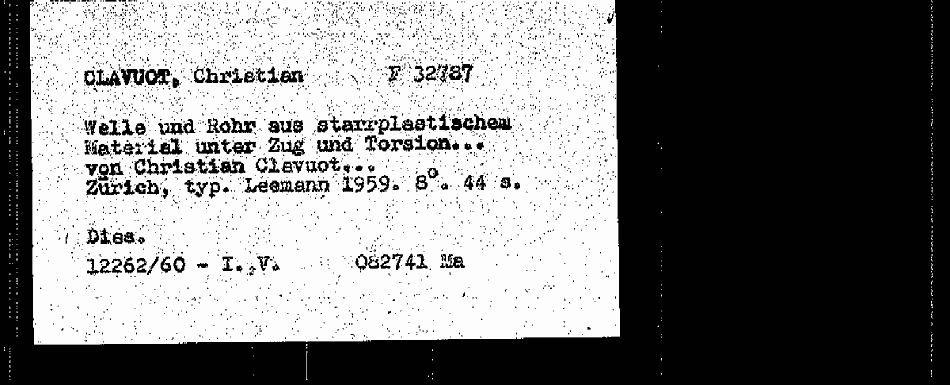 CLAVUOT, Christian F 32787
Welle und Rohr aus starrplastischem
Material unter Zug und Torsion...
von Christian Clavuot...
Zürich, typ. Leemann 1959. 8°. 44 s.
Diss.
12262/60 - I. V. 082741 Ma